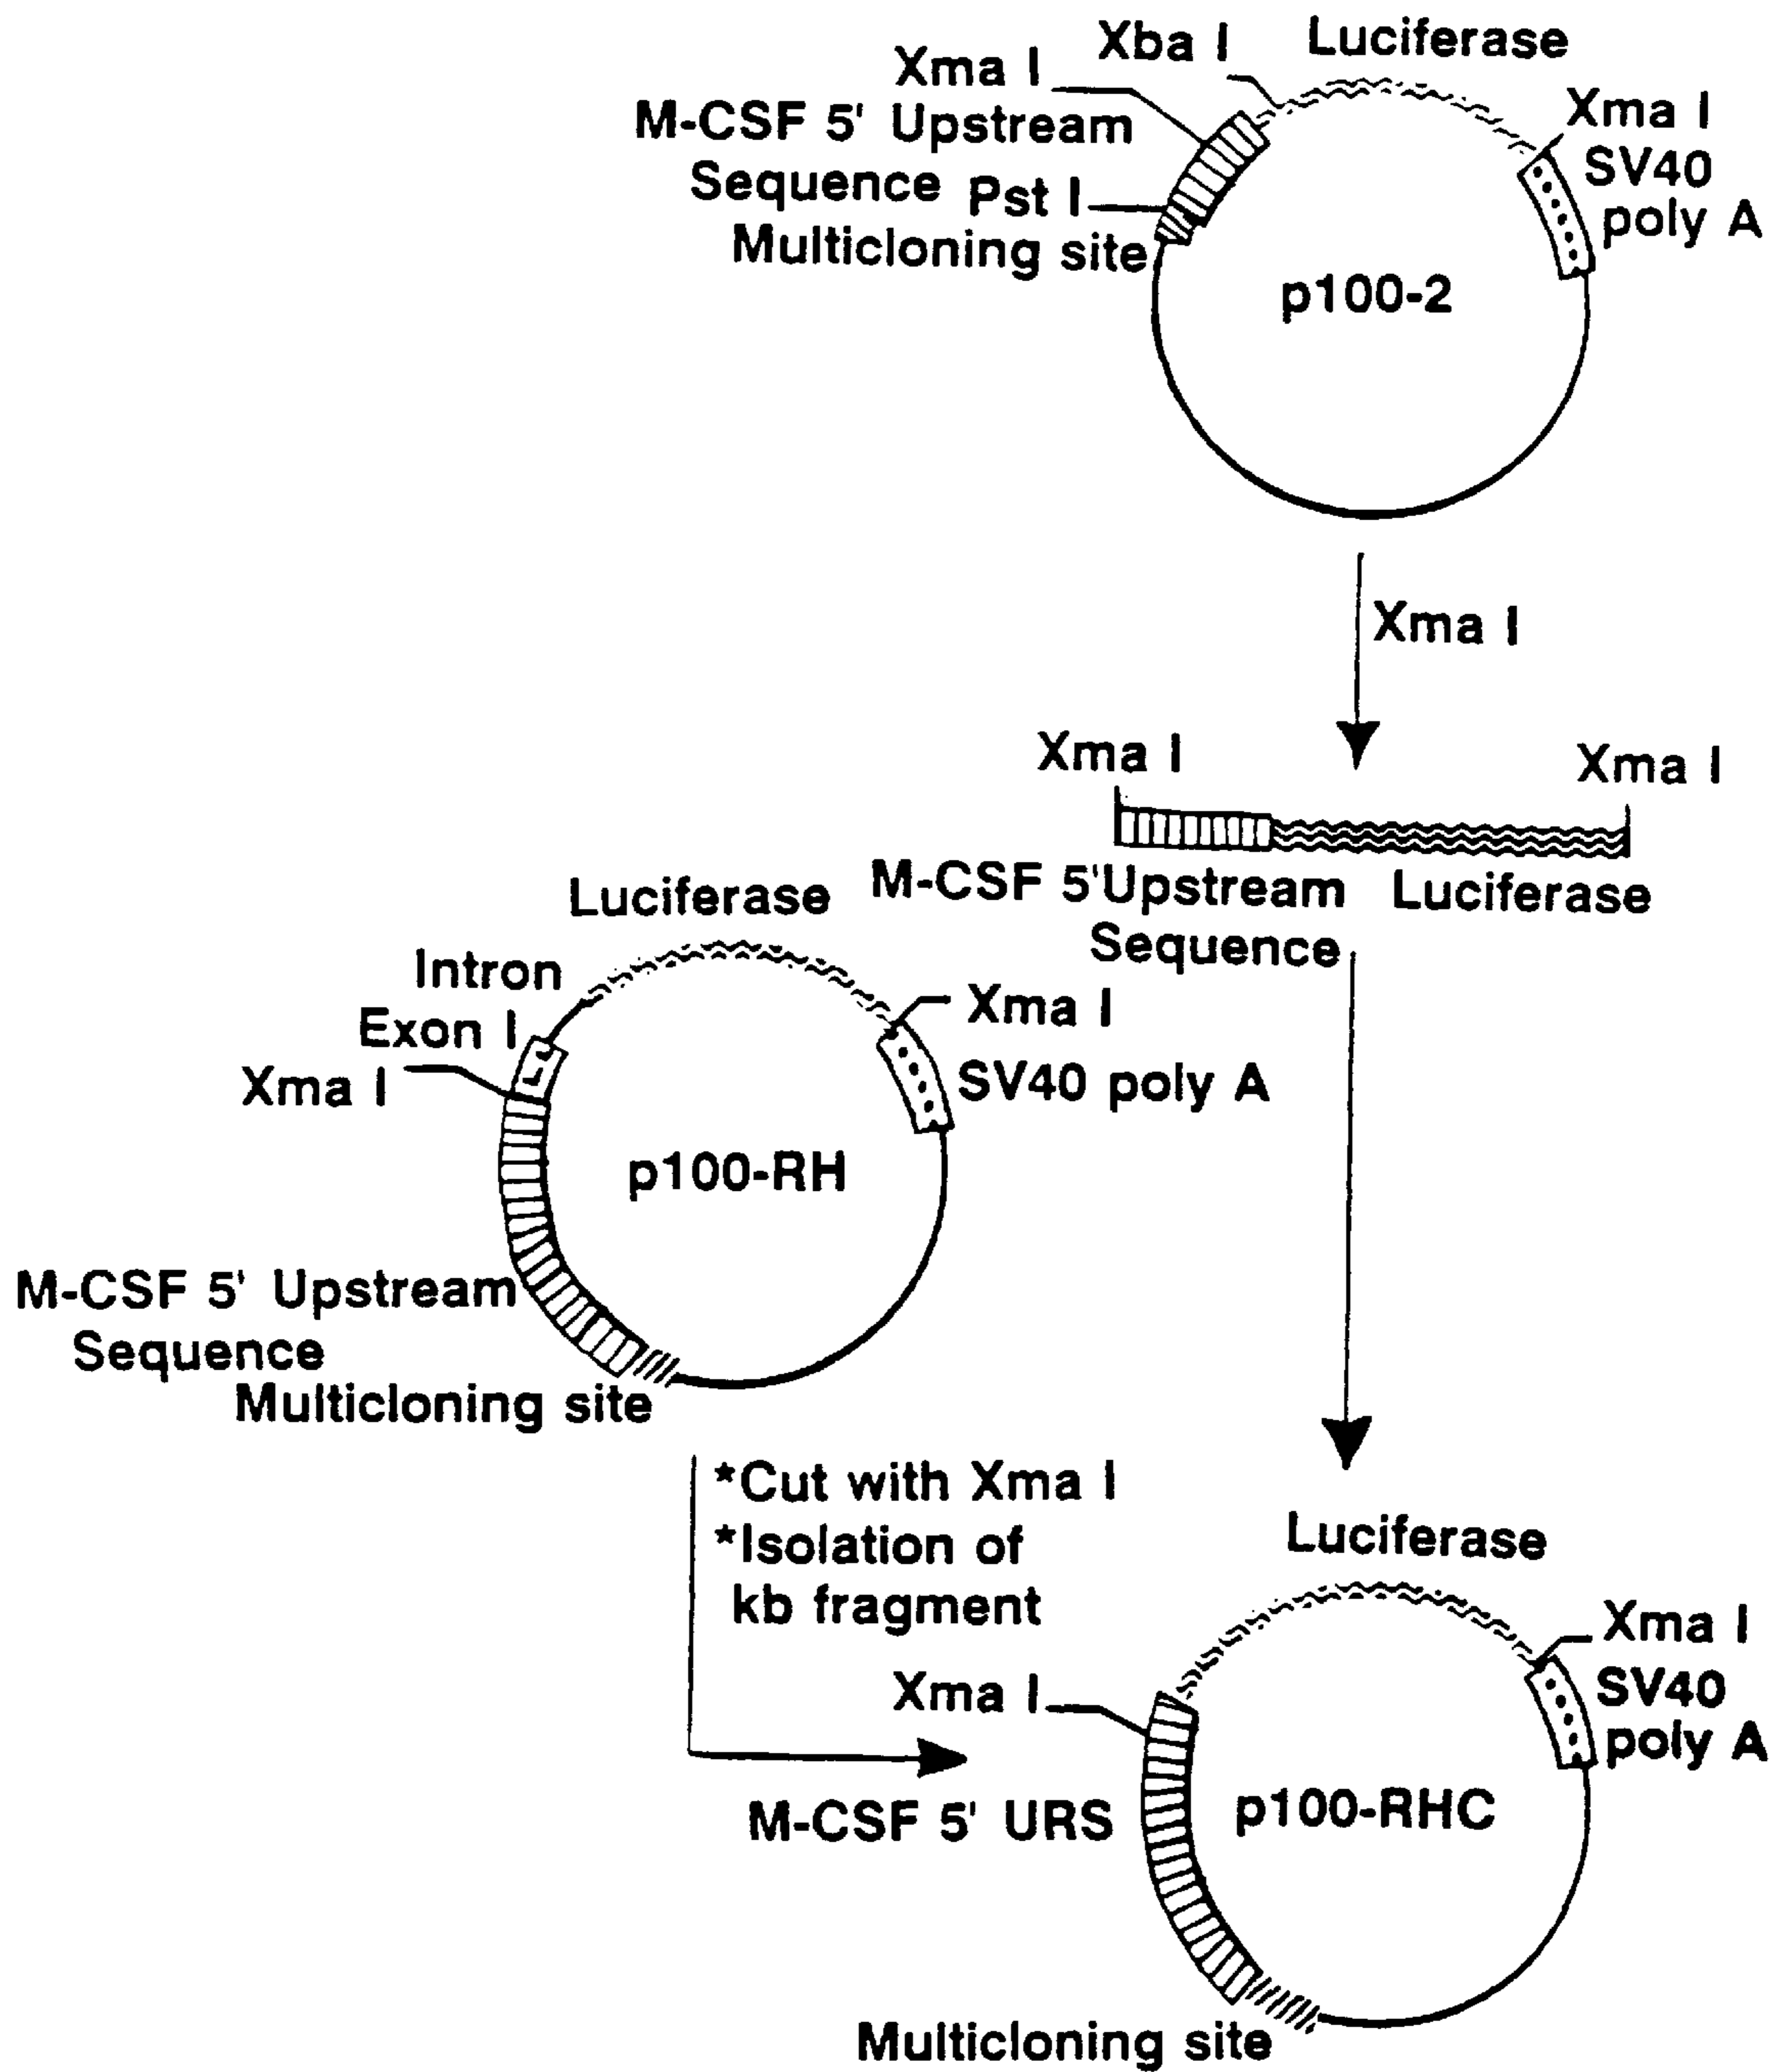 Xma I
Xba I
Luciferase
M-CSF 5' Upstream
Sequence
Pst I
Multicloning site
Xma I
SV40
poly A
p100-2
Xma I
Xma I
Xma I
M-CSF 5'Upstream
Sequence
Luciferase
Luciferase
Intron
Exon I
Xma I
Xma I
SV40 poly A
p100-RH
M-CSF 5' Upstream
Sequence
Multicloning site
*Cut with Xma I
*Isolation of
kb fragment
Luciferase
Xma I
Xma I
SV40
poly A
M-CSF 5' URS
p100-RHC
Multicloning site